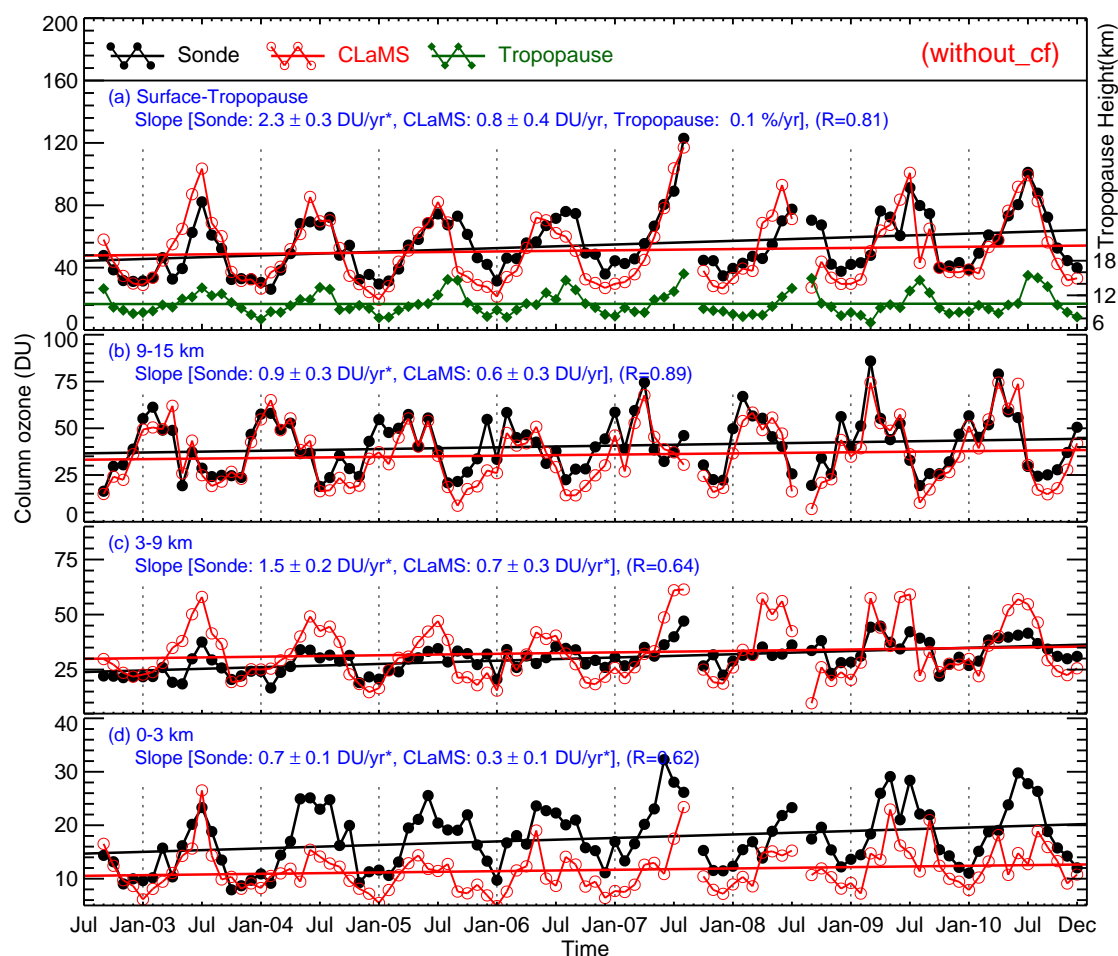 200
160
120
80
40
0
Sonde
CLaMS
Tropopause
(without_cf)
(a) Surface-Tropopause
Slope [Sonde: 2.3 ± 0.3 DU/yr*, CLaMS: 0.8 ± 0.4 DU/yr, Tropopause: 0.1 %/yr], (R=0.81)
18
12
6
Tropopause Height(km)
Column ozone (DU)
100
75
50
25
0
(b) 9-15 km
Slope [Sonde: 0.9 ± 0.3 DU/yr*, CLaMS: 0.6 ± 0.3 DU/yr], (R=0.89)
75
50
25
(c) 3-9 km
Slope [Sonde: 1.5 ± 0.2 DU/yr*, CLaMS: 0.7 ± 0.3 DU/yr*], (R=0.64)
40
30
20
10
(d) 0-3 km
Slope [Sonde: 0.7 ± 0.1 DU/yr*, CLaMS: 0.3 ± 0.1 DU/yr*], (R=0.62)
Jul Jan-03 Jul Jan-04 Jul Jan-05 Jul Jan-06 Jul Jan-07 Jul Jan-08 Jul Jan-09 Jul Jan-10 Jul Dec
Time